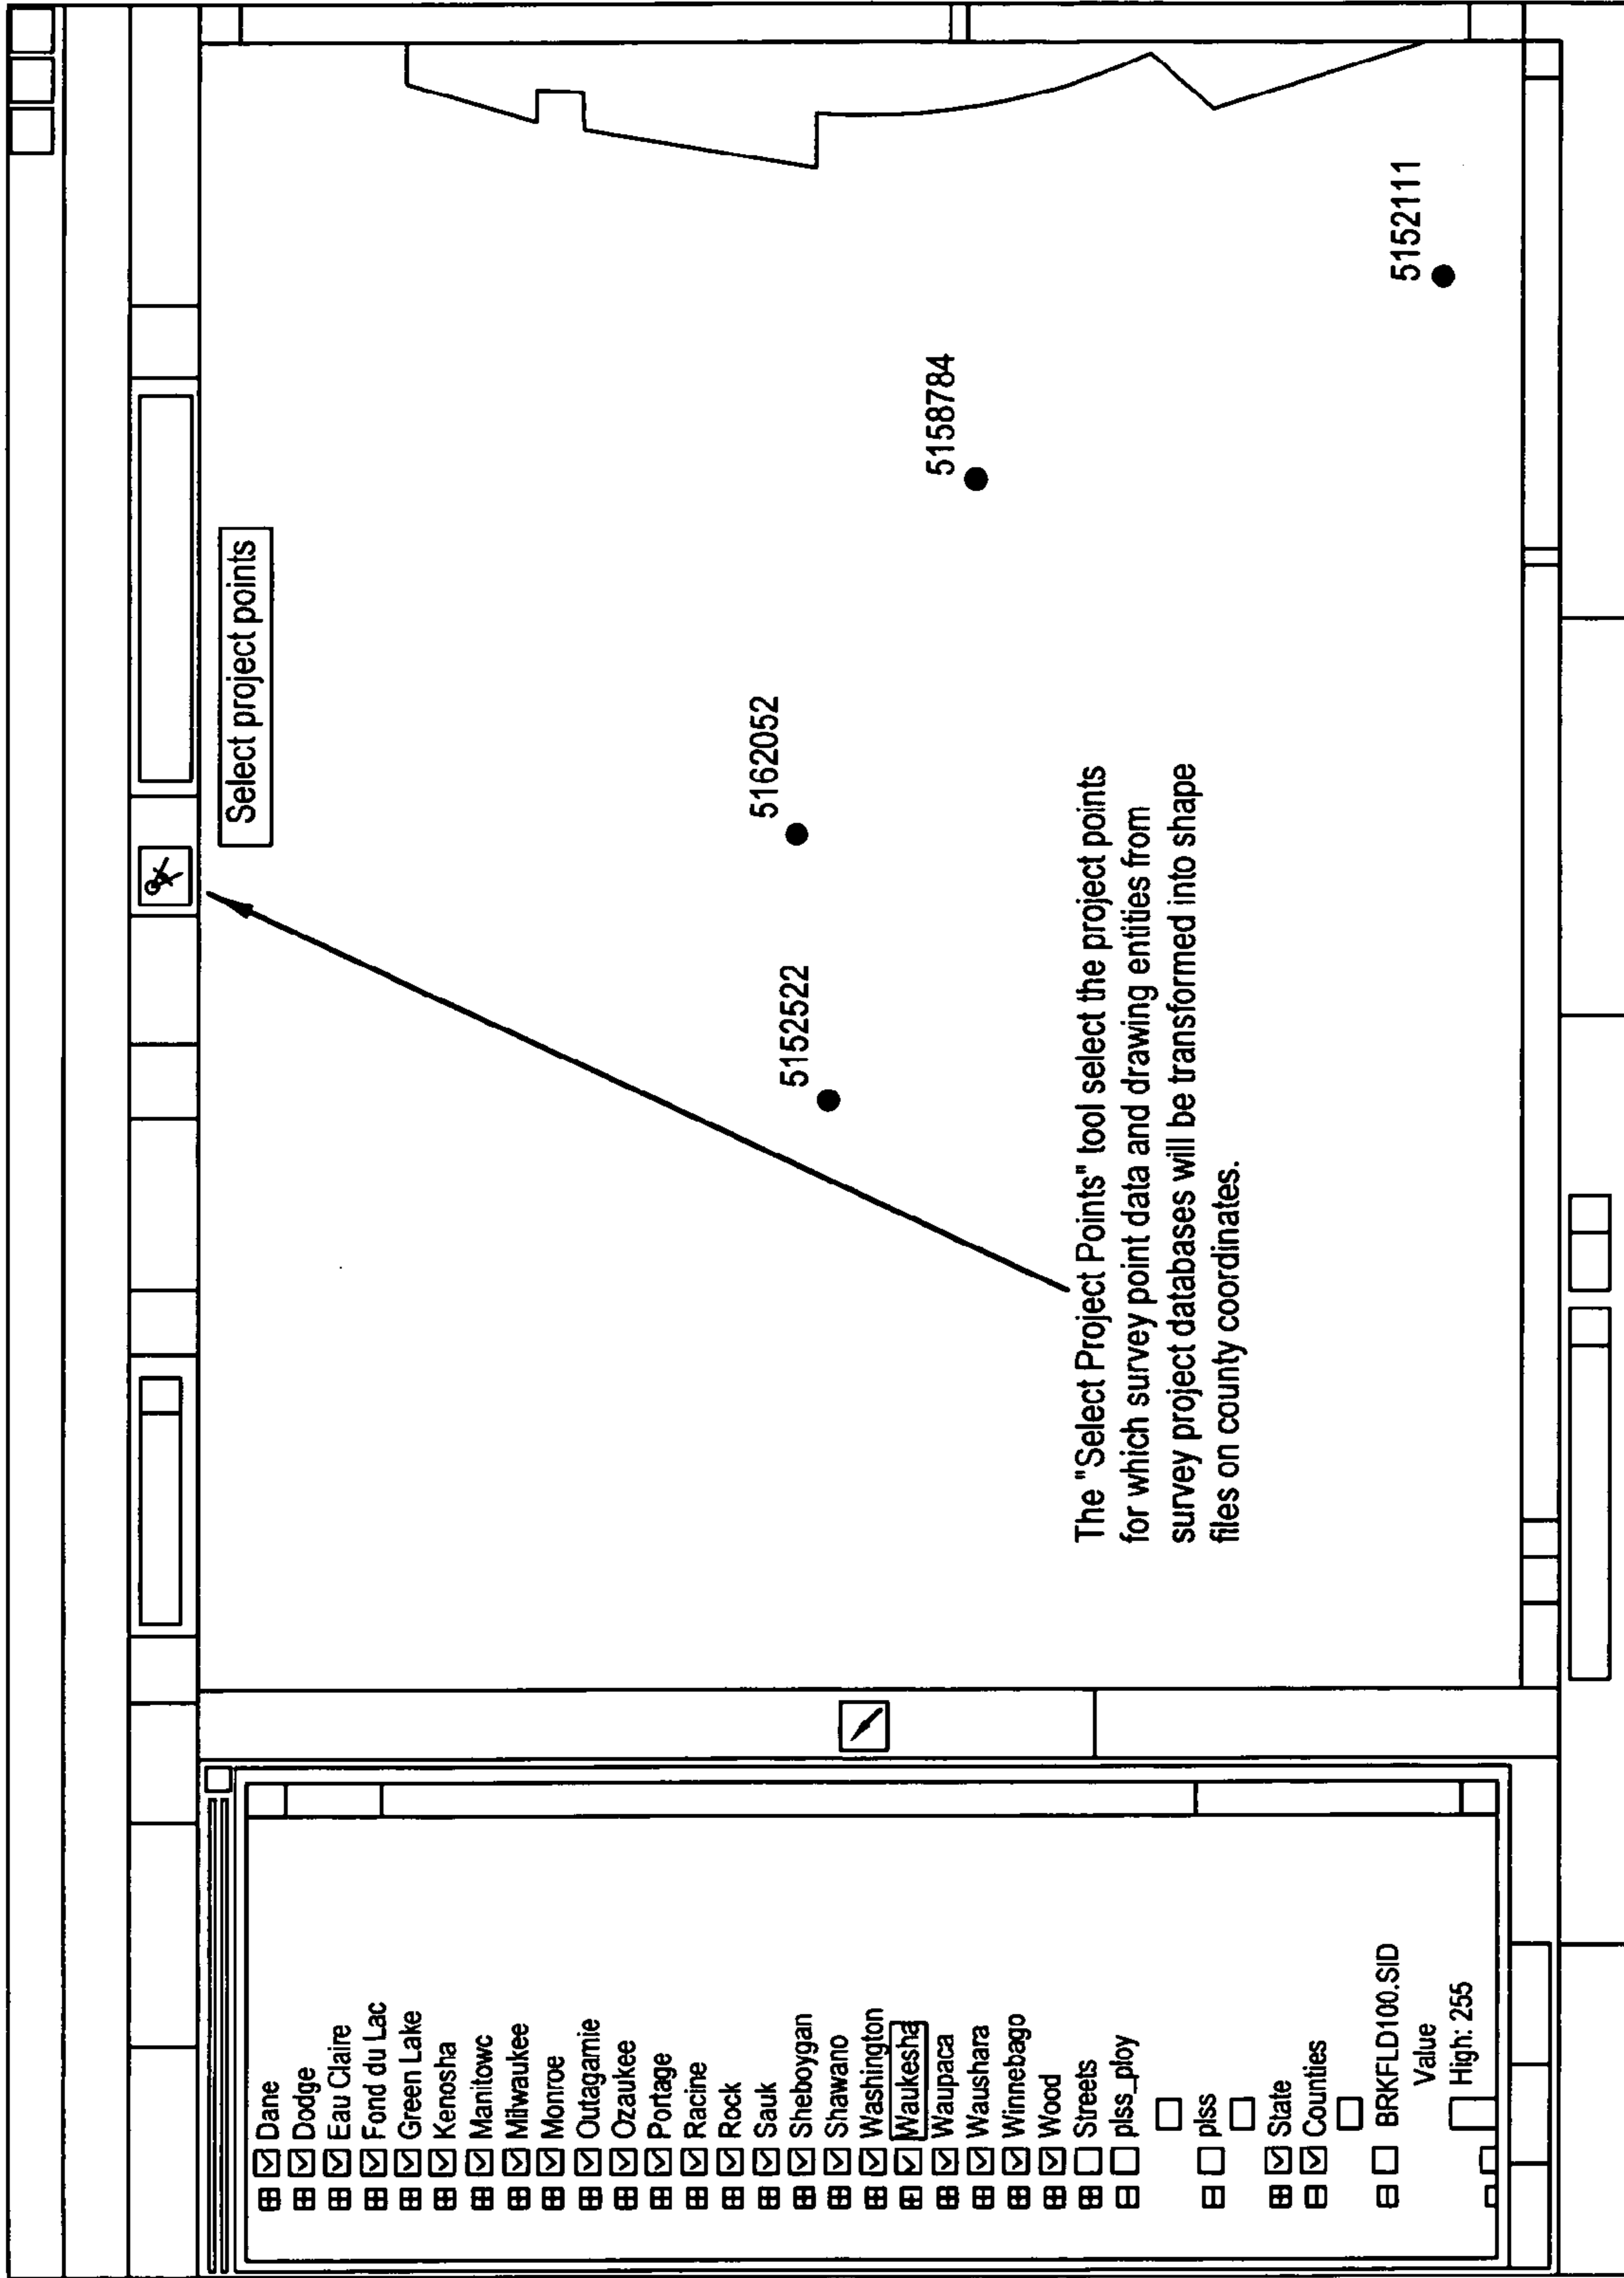 Select project points
Dane
Dodge
Eau Claire
Fond du Lac
Green Lake
Kenosha
Manitowc
Milwaukee
Monroe
Outagamie
Ozaukee
Portage
Racine
Rock
Sauk
Sheboygan
Shawano
Washington
Waukesha
Waupaca
Waushara
Winnebago
Wood
Streets
plss_ploy
plss
State
Counties
BRKFLD100.SID
Value
High: 255
5162052
5152522
5158784
5152111
The "Select Project Points" tool select the project points
for which survey point data and drawing entities from
survey project databases will be transformed into shape
files on county coordinates.